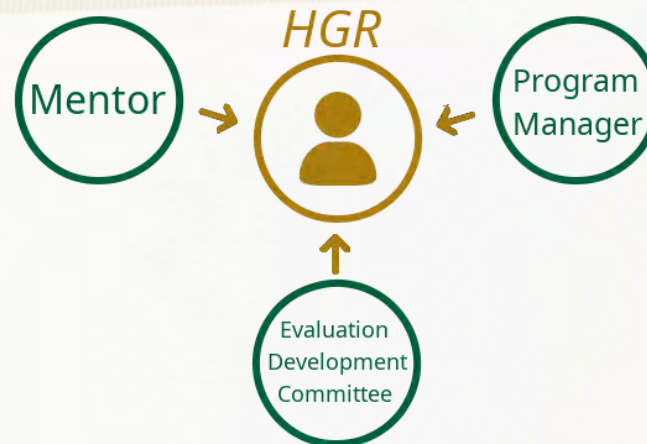 HGR
Mentor
Program
Manager
Evaluation
Development
Committee